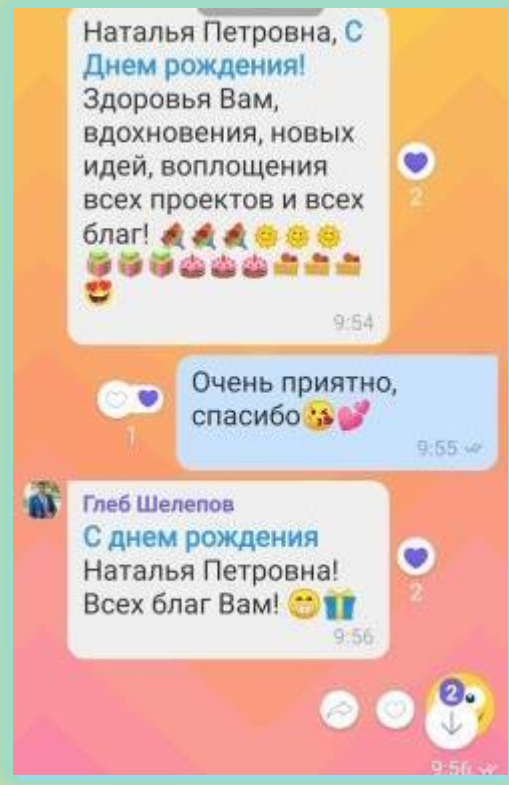 Наталья Петровна, С
Днем рождения!
Здоровья Вам,
вдохновения, новых
идей, воплощения
всех проектов и всех
благ! 💐💐💐🌞🌞🌞
🎁🎁🎁🎂🎂🎂🍰🍰🍰
😍
2
9:54
Очень приятно,
спасибо😘💕
1
9:55
Глеб Шелепов
С днем рождения
Наталья Петровна!
Всех благ Вам! 😁🎁
2
9:56
2
9:56